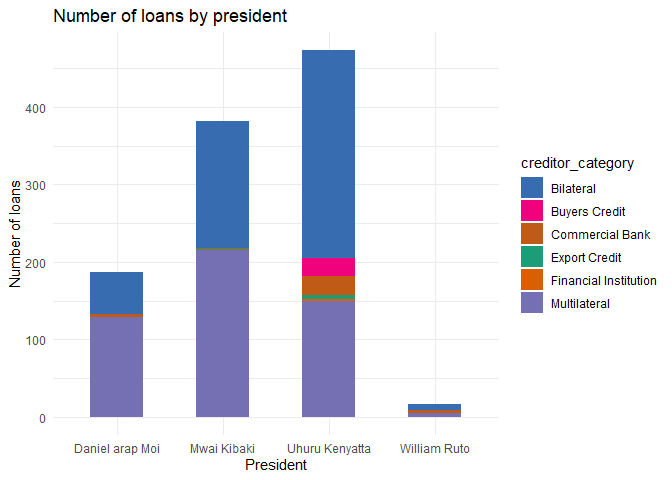 Number of loans by president
Number of loans
400
300
200
100
0
Daniel arap Moi
Mwai Kibaki
Uhuru Kenyatta
William Ruto
President
creditor_category
Bilateral
Buyers Credit
Commercial Bank
Export Credit
Financial Institution
Multilateral